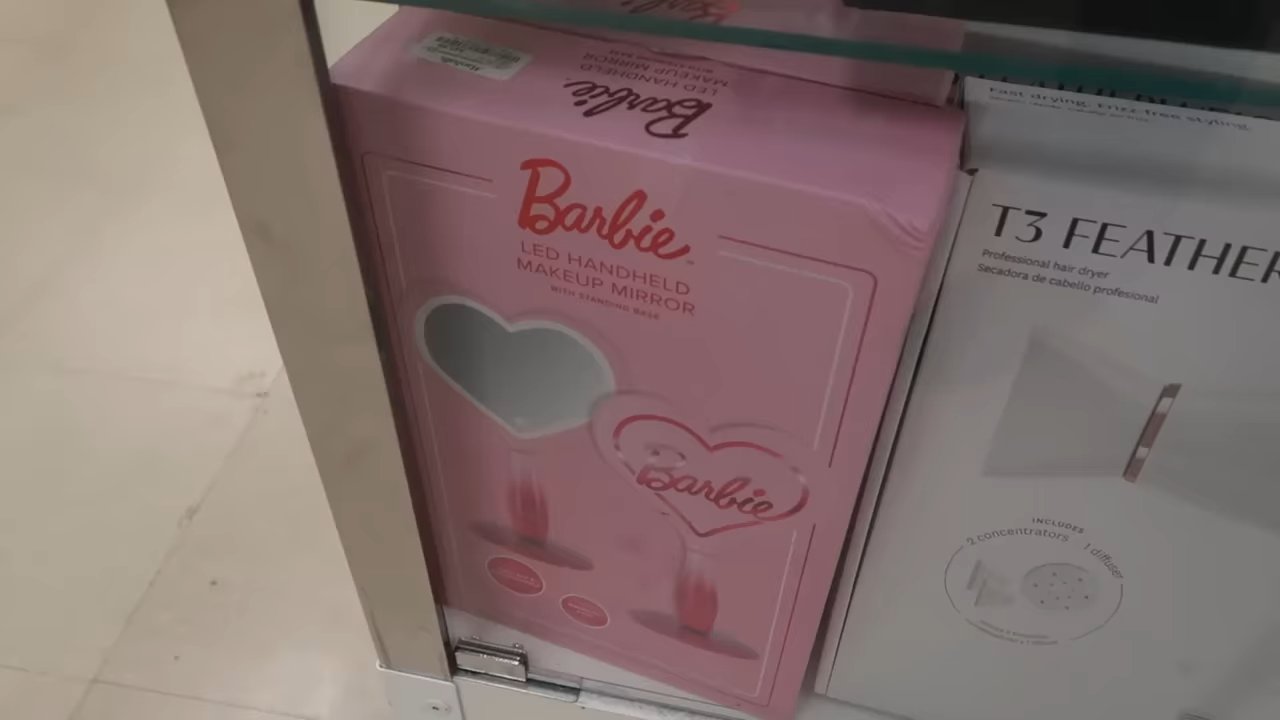 LED HANDHELD
MAKEUP MIRROR
Barbie
Barbie
LED HANDHELD
MAKEUP MIRROR
WITH STANDING BASE
Barbie
Fast drying. Frizz-free styling.
T3 FEATHER
Professional hair dryer
Secadora de cabello profesional
INCLUDES
2 concentrators 1 diffuser